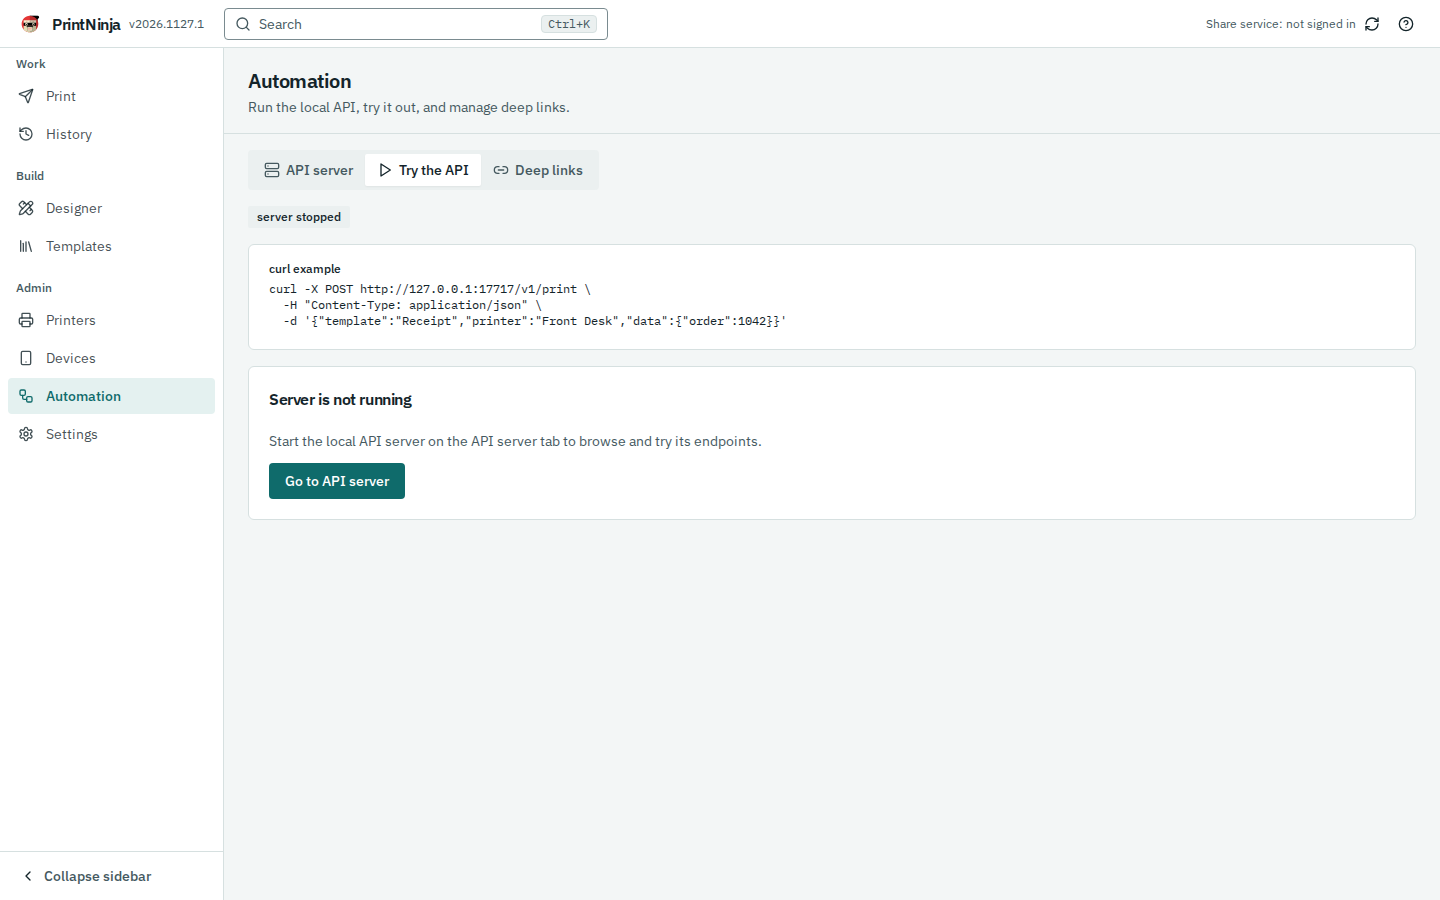 PrintNinja v2026.1127.1
Search
Ctrl+K
Share service: not signed in
Work
Print
History
Build
Designer
Templates
Admin
Printers
Devices
Automation
Settings
Collapse sidebar
Automation
Run the local API, try it out, and manage deep links.
API server
Try the API
Deep links
server stopped
curl example
curl -X POST http://127.0.0.1:17717/v1/print \
  -H "Content-Type: application/json" \
  -d '{"template":"Receipt","printer":"Front Desk","data":{"order":1042}}'
Server is not running
Start the local API server on the API server tab to browse and try its endpoints.
Go to API server